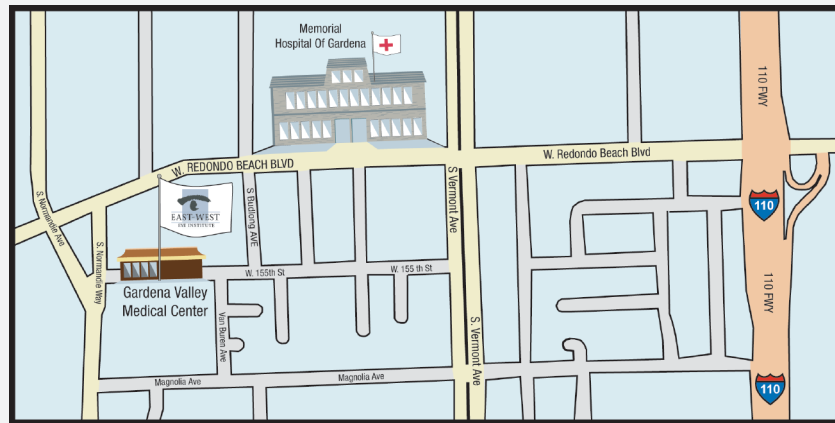 Memorial
Hospital Of Gardena
110 FWY
W. REDONDO BEACH BLVD
W. Redondo Beach Blvd
S. Normandie Ave
S Vermont Ave
S Budlong AVE
EAST-WEST
EYE INSTITUTE
110
S. Normandie Way
W. 155th St
W. 155 th St
Gardena Valley
Medical Center
110 FWY
Van Buren Ave
S. Vermont Ave
Magnolia Ave
Magnolia Ave
110